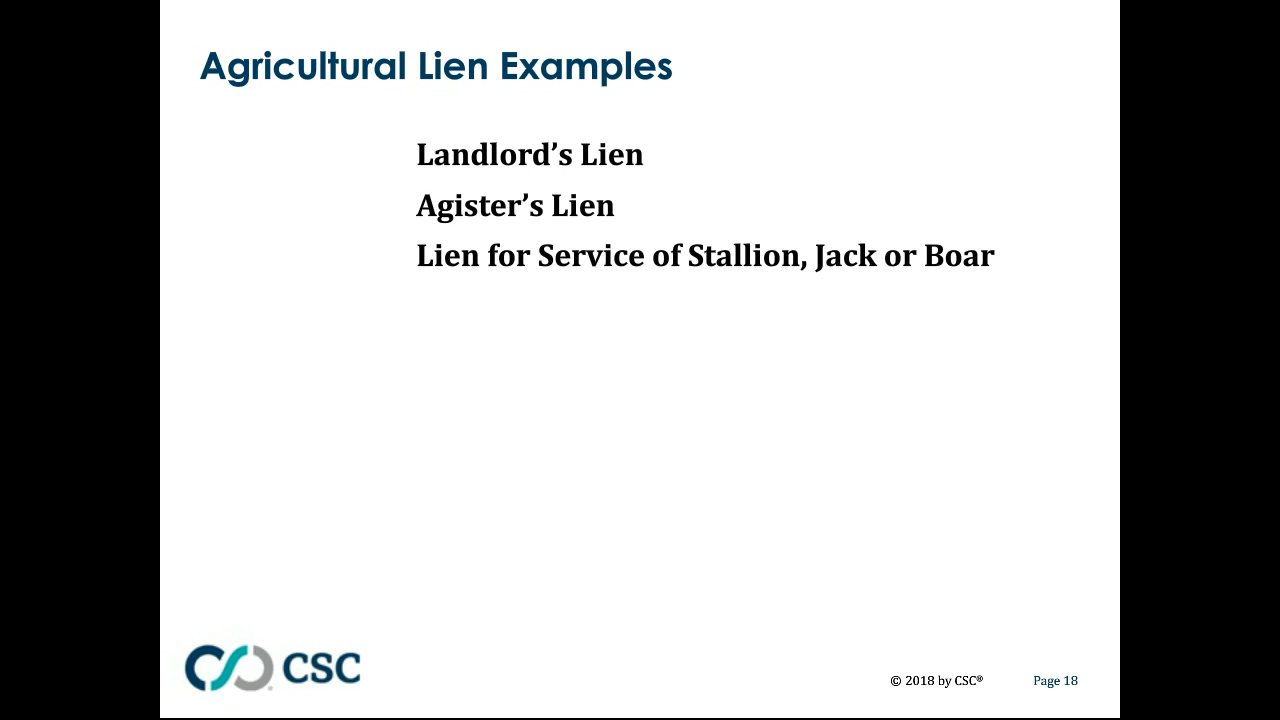 Agricultural Lien Examples
Landlord’s Lien
Agister’s Lien
Lien for Service of Stallion, Jack or Boar
CSC
© 2018 by CSC®
Page 18